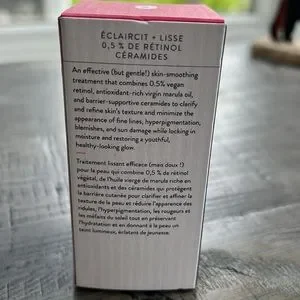 ÉCLAIRCIT + LISSE
0,5 % DE RÉTINOL
CÉRAMIDES
An effective (but gentle!) skin-smoothing
treatment that combines 0.5% vegan
retinol, antioxidant-rich virgin marula oil,
and barrier-supportive ceramides to clarify
and refine skin's texture and minimize the
appearance of fine lines, hyperpigmentation,
blemishes, and sun damage while locking in
moisture and restoring a youthful,
healthy-looking glow.
Traitement lissant efficace (mais doux !)
pour la peau qui combine 0,5 % de rétinol
végétal, de l'huile vierge de marula riche en
antioxydants et des céramides qui protègent
la barrière cutanée pour clarifier et affiner la
texture de la peau et réduire l'apparence des
ridules, l'hyperpigmentation, les rougeurs et
les méfaits du soleil tout en préservant
l'hydratation et en donnant à la peau un
teint lumineux, éclatant de jeunesse.